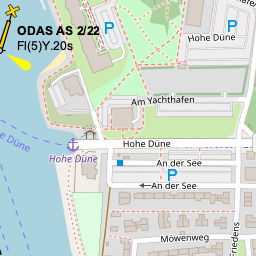 P
ODAS AS 2/22
Fl(5)Y.20s
Hohe Düne
P
Am Yachthafen
Hohe Düne
Hohe Düne
An der See
P
An der See
Möwenweg
Friedens